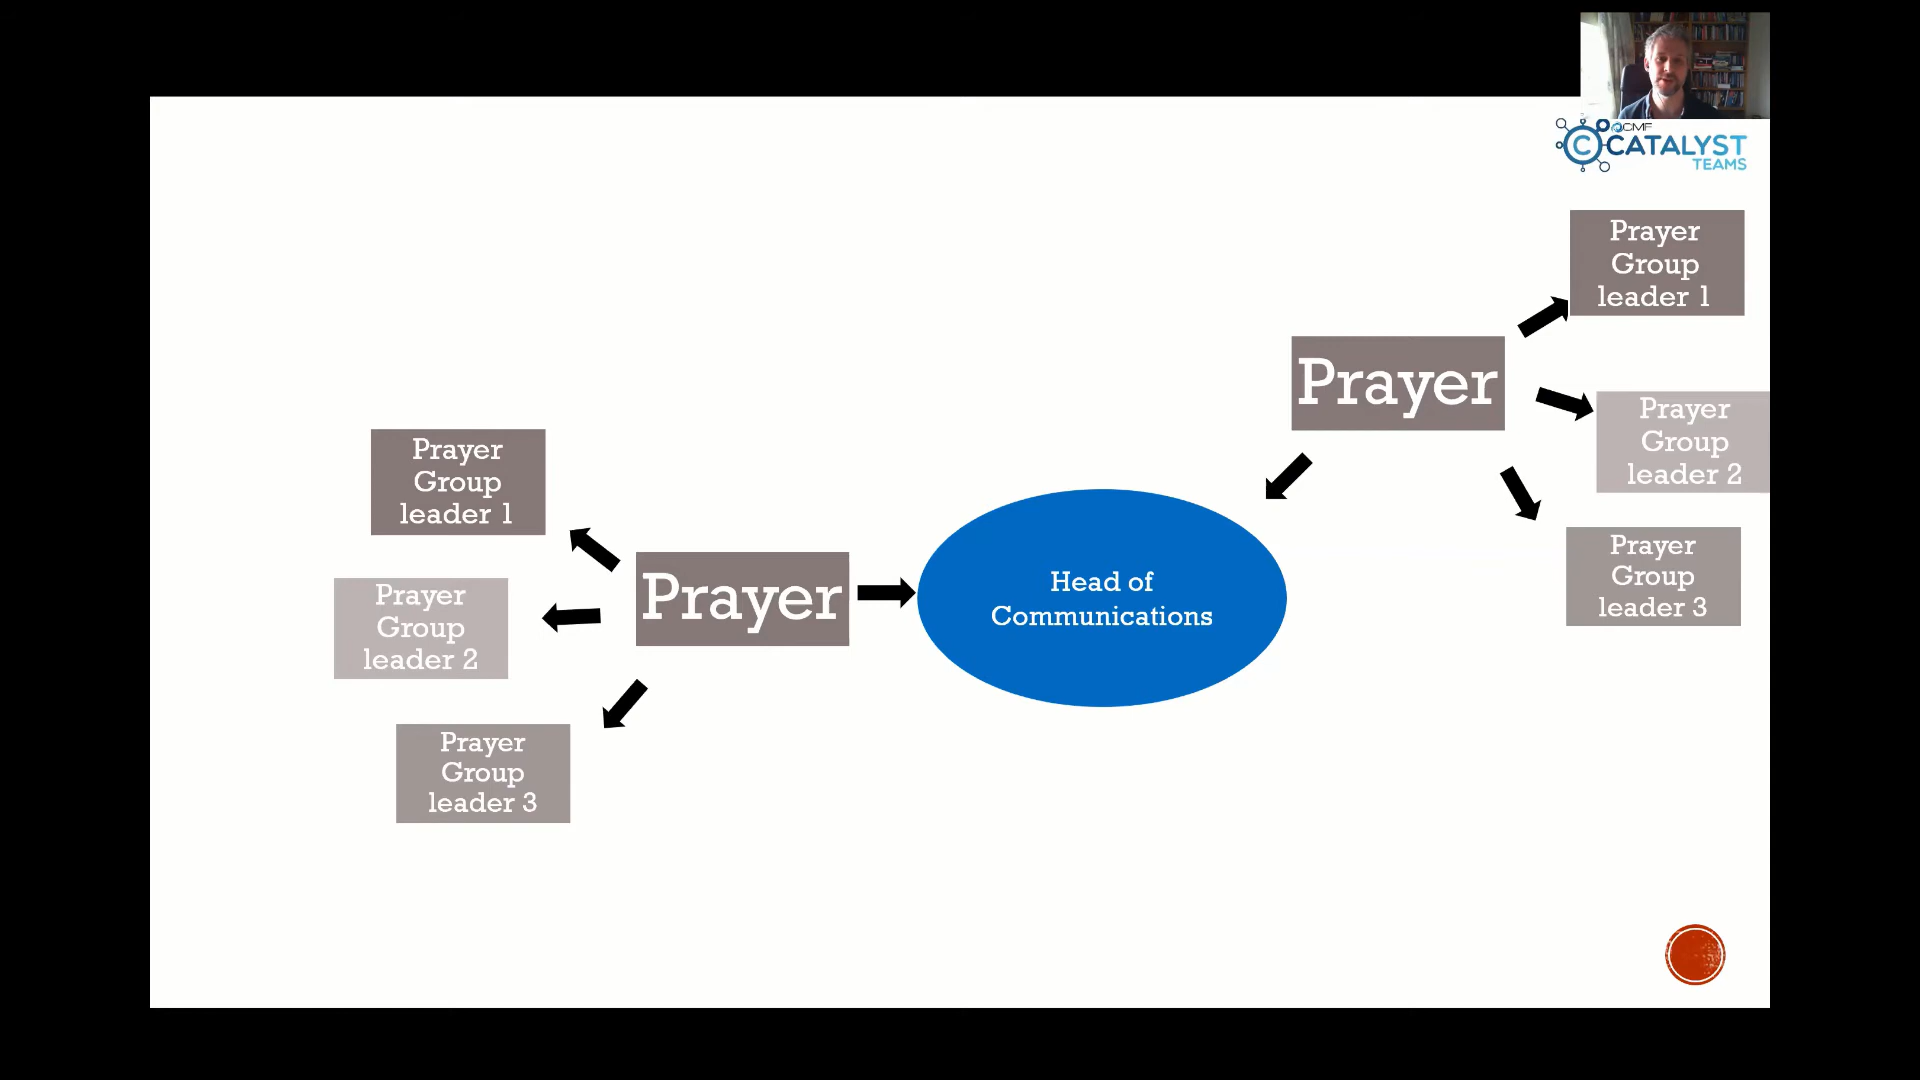 CMF
CATALYST
TEAMS
Prayer
Group
leader 1
Prayer
Prayer
Group
leader 2
Prayer
Group
leader 3
Prayer
Group
leader 1
Prayer
Group
leader 2
Prayer
Group
leader 3
Prayer
Head of
Communications